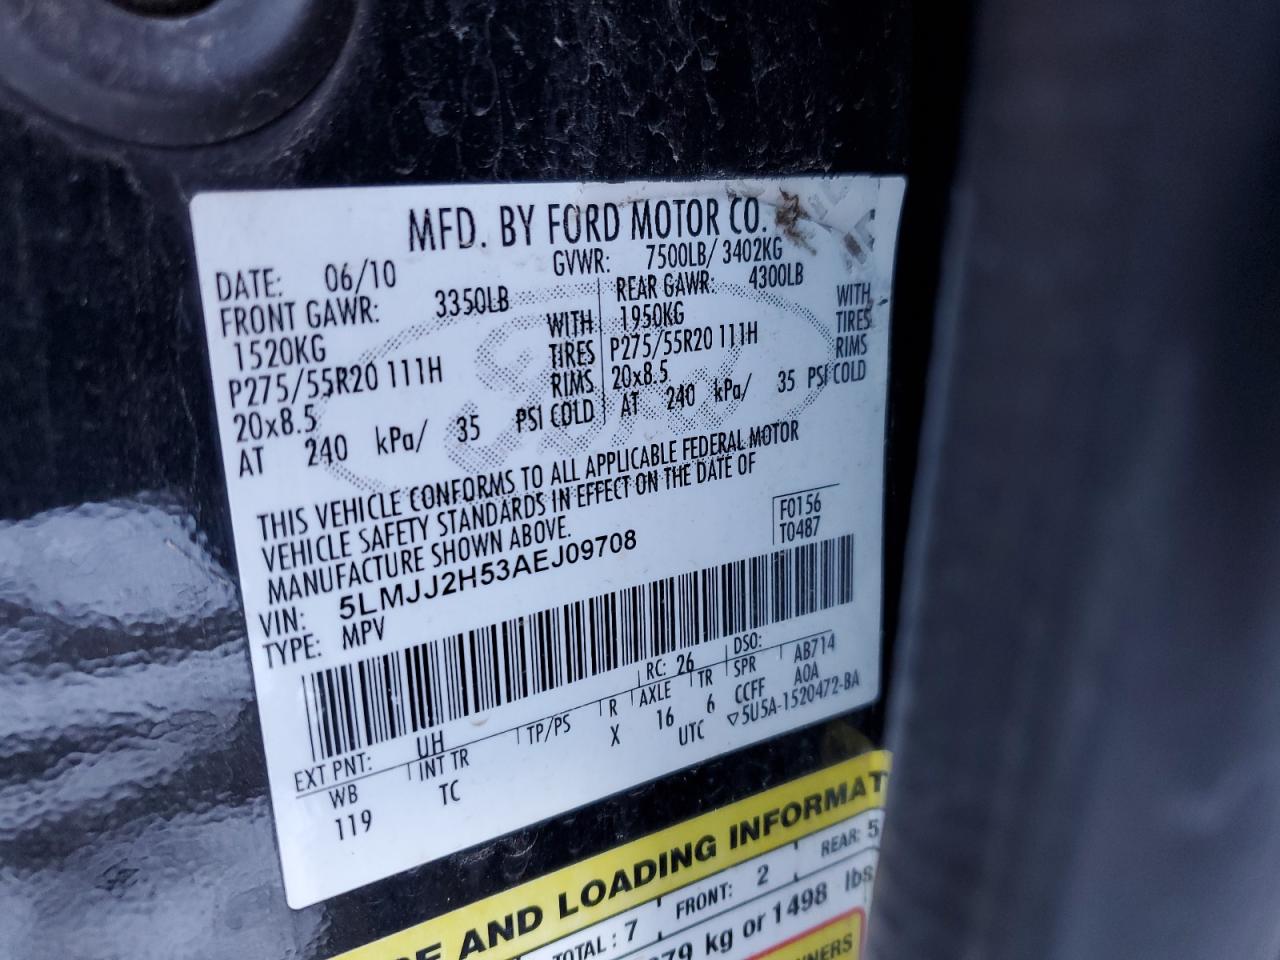 MFD. BY FORD MOTOR CO.
DATE: 06/10 GVWR: 7500LB/ 3402KG
FRONT GAWR: 3350LB REAR GAWR: 4300LB
1520KG WITH 1950KG WITH
P275/55R20 111H TIRES P275/55R20 111H TIRES
20x8.5 RIMS 20x8.5 RIMS
AT 240 kPa/ 35 PSI COLD AT 240 kPa/ 35 PSI COLD
THIS VEHICLE CONFORMS TO ALL APPLICABLE FEDERAL MOTOR
VEHICLE SAFETY STANDARDS IN EFFECT ON THE DATE OF
MANUFACTURE SHOWN ABOVE.
F0156
T0487
VIN: 5LMJJ2H53AEJ09708
TYPE: MPV
EXT PNT: UH RC: 26 DSO:
WB INT TR TP/PS R AXLE TR SPR AB714
119 TC X 16 6 CCFF AOA
UTC ▽5U5A-1520472-BA
E AND LOADING INFORMAT
TOTAL: 7 FRONT: 2 REAR: 5
79 kg or 1498 lbs
NERS